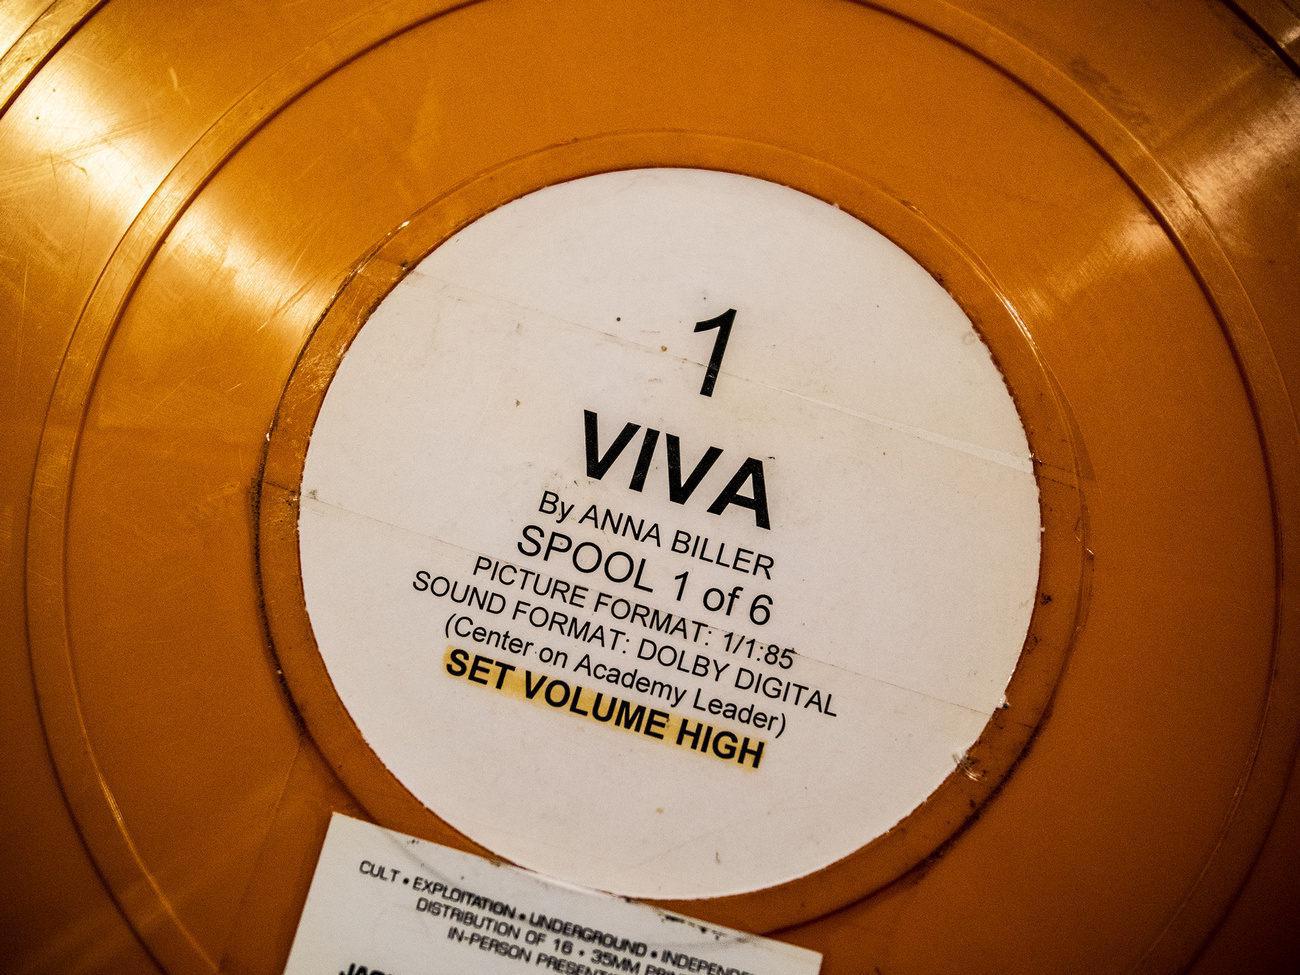 1
VIVA
By ANNA BILLER
SPOOL 1 of 6
PICTURE FORMAT: 1/1:85
SOUND FORMAT: DOLBY DIGITAL
(Center on Academy Leader)
SET VOLUME HIGH
CULT • EXPLOITATION • UNDERGROUND • INDEPENDE
DISTRIBUTION OF 16 • 35MM PRI
IN-PERSON PRESENT